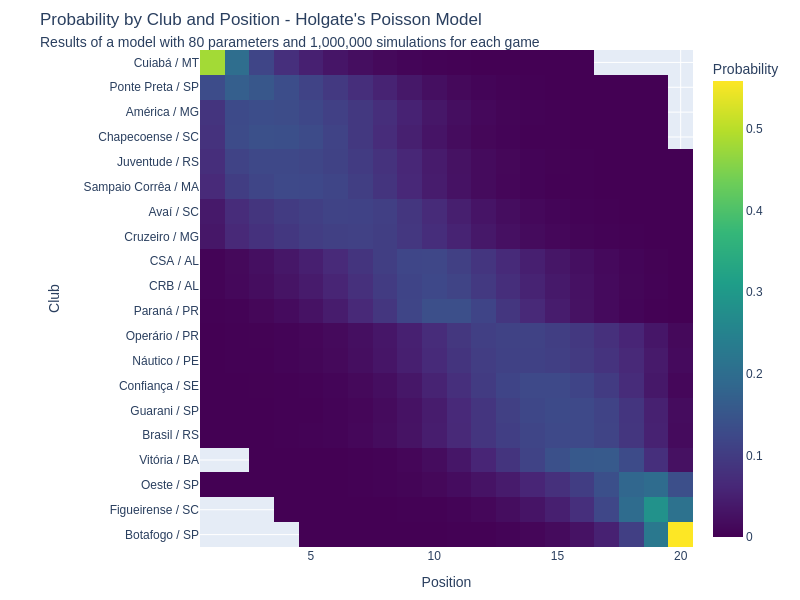 Probability by Club and Position - Holgate's Poisson Model
Results of a model with 80 parameters and 1,000,000 simulations for each game
Cuiabá / MT
Ponte Preta / SP
América / MG
Chapecoense / SC
Juventude / RS
Sampaio Corrêa / MA
Avaí / SC
Cruzeiro / MG
CSA / AL
CRB / AL
Paraná / PR
Operário / PR
Náutico / PE
Confiança / SE
Guarani / SP
Brasil / RS
Vitória / BA
Oeste / SP
Figueirense / SC
Botafogo / SP
Club
5
10
15
20
Position
Probability
0.5
0.4
0.3
0.2
0.1
0